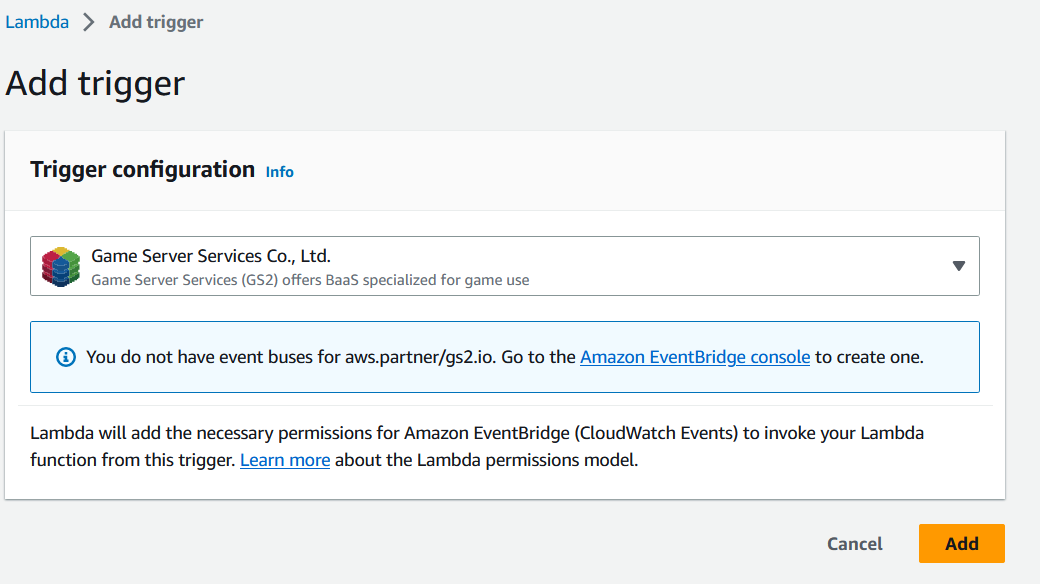 Lambda > Add trigger
Add trigger
Trigger configuration Info
Game Server Services Co., Ltd.
Game Server Services (GS2) offers BaaS specialized for game use
You do not have event buses for aws.partner/gs2.io. Go to the Amazon EventBridge console to create one.
Lambda will add the necessary permissions for Amazon EventBridge (CloudWatch Events) to invoke your Lambda
function from this trigger. Learn more about the Lambda permissions model.
Cancel Add